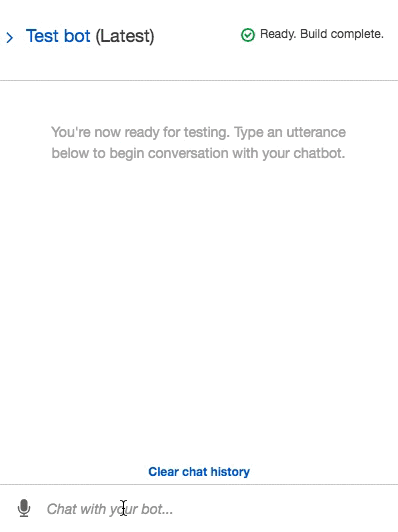 Test bot (Latest)
Ready. Build complete.
You're now ready for testing. Type an utterance
below to begin conversation with your chatbot.
Clear chat history
Chat with your bot...